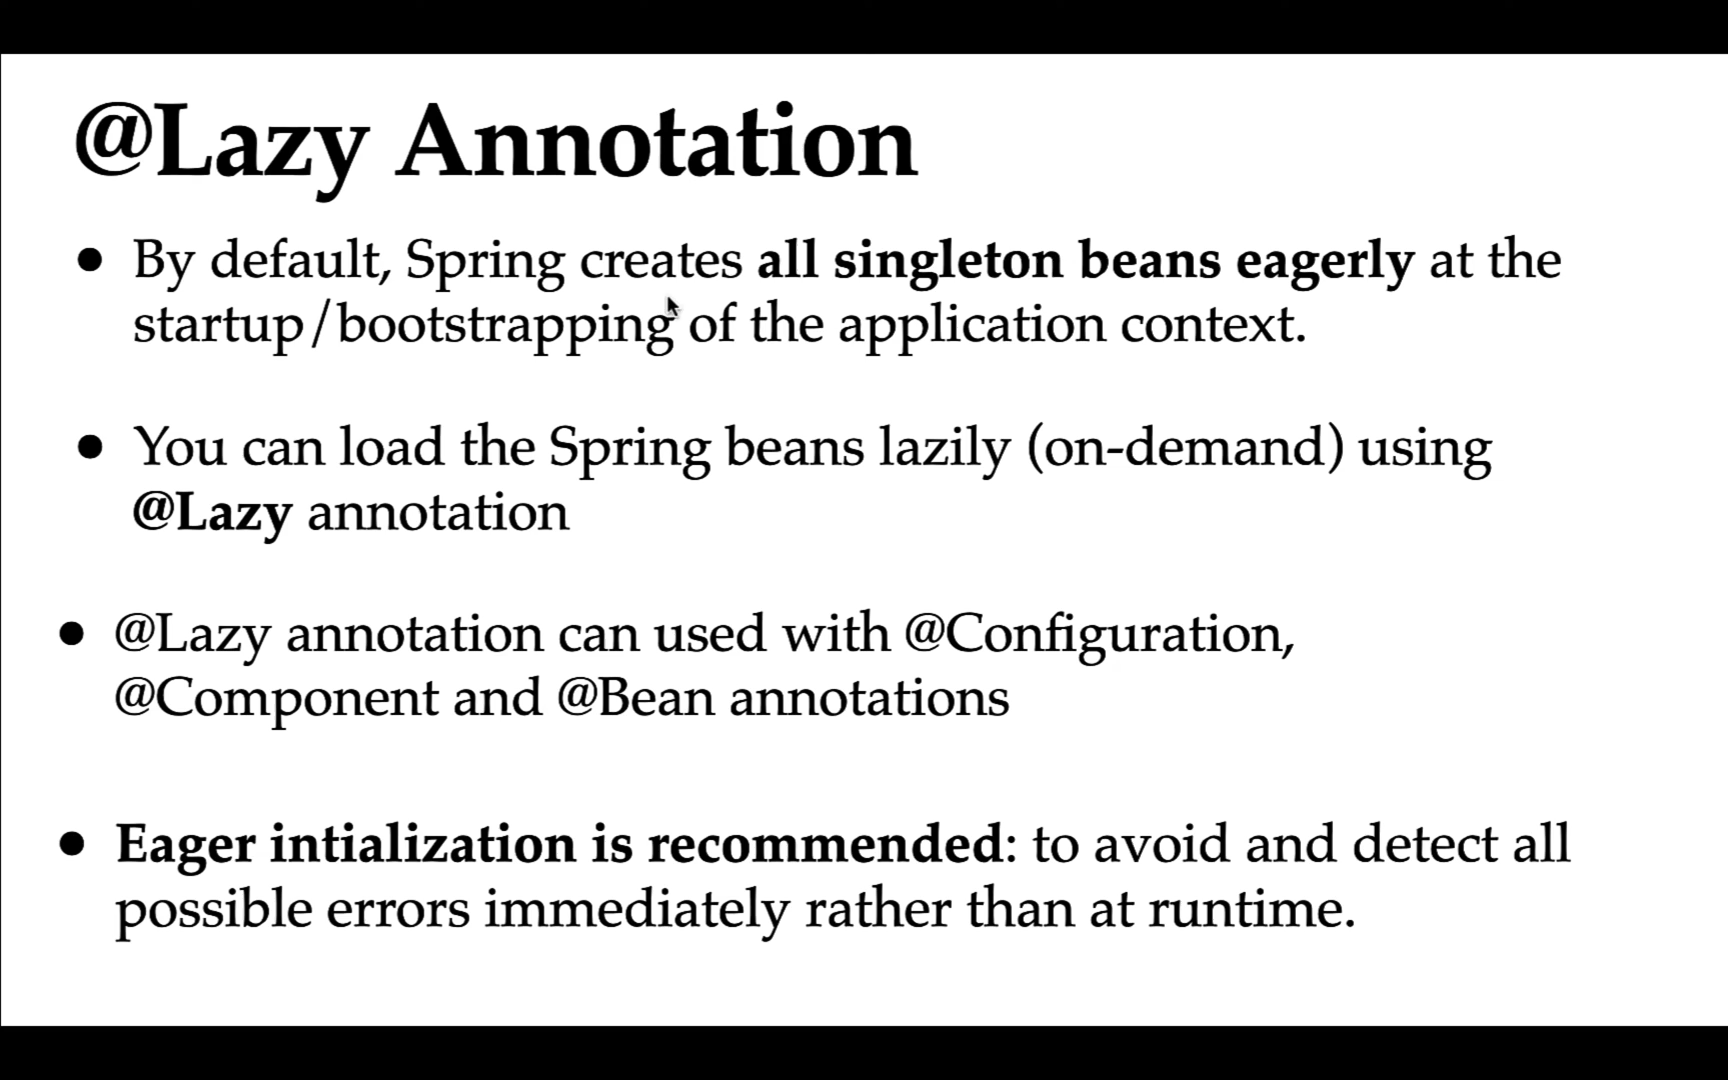 @Lazy Annotation
● By default, Spring creates all singleton beans eagerly at the
startup/bootstrapping of the application context.
● You can load the Spring beans lazily (on-demand) using
@Lazy annotation
● @Lazy annotation can used with @Configuration,
@Component and @Bean annotations
● Eager intialization is recommended: to avoid and detect all
possible errors immediately rather than at runtime.